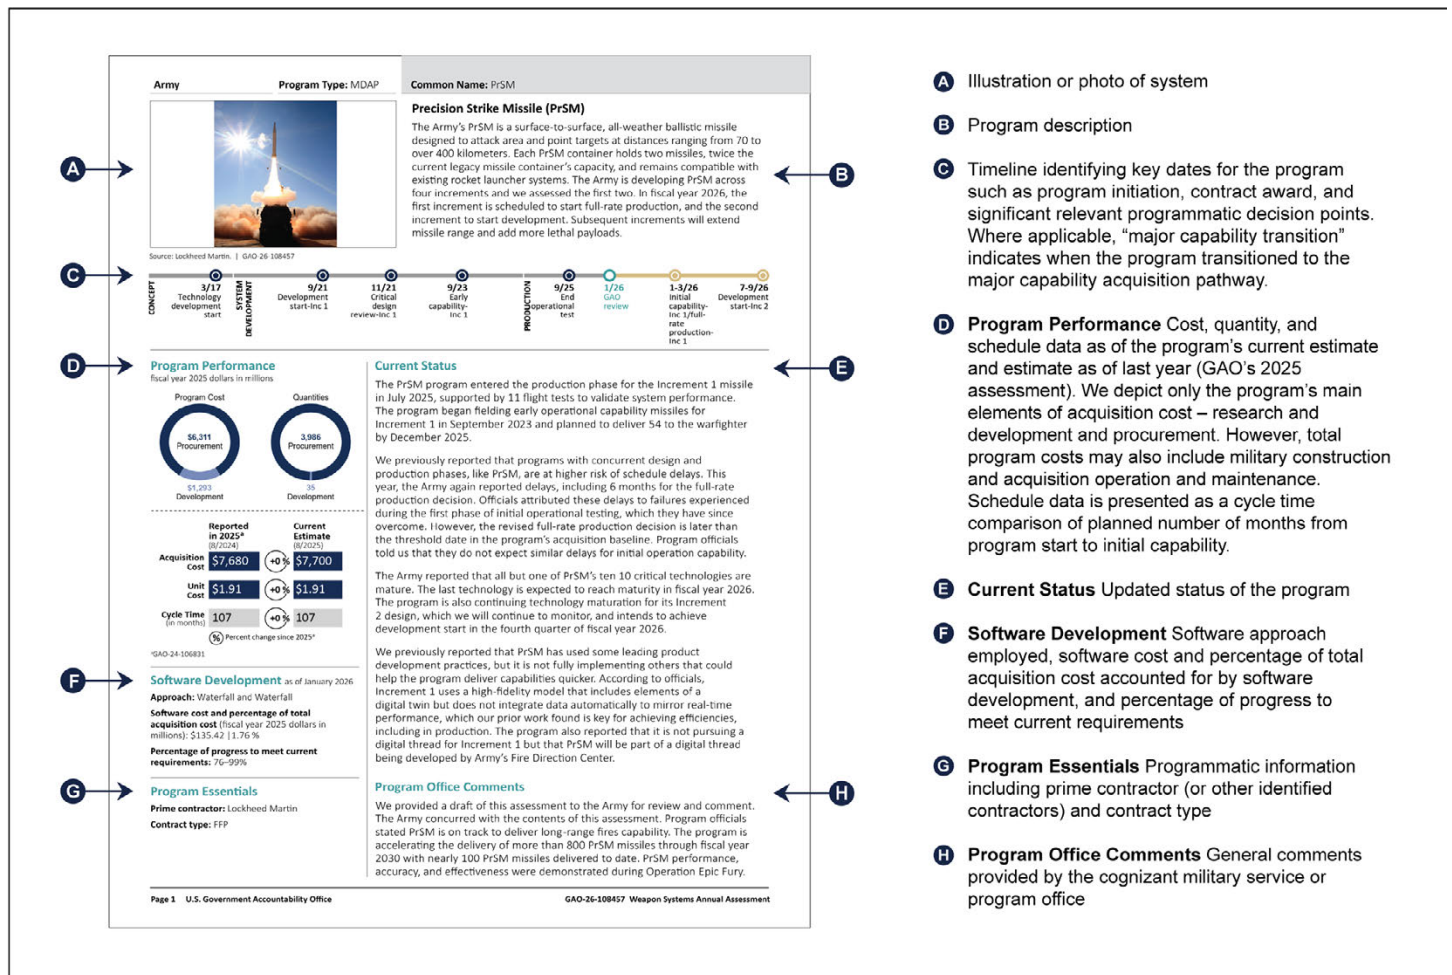 Army
Program Type: MDAP
Common Name: PrSM
Precision Strike Missile (PrSM)
The Army's PrSM is a surface-to-surface, all-weather ballistic missile
designed to attack area and point targets at distances ranging from 70 to
over 400 kilometers. Each PrSM container holds two missiles, twice the
current legacy missile container's capacity, and remains compatible with
existing rocket launcher systems. The Army is developing PrSM across
four increments and we assessed the first two. In fiscal year 2026, the
first increment is scheduled to start full-rate production, and the second
increment to start development. Subsequent increments will extend
missile range and add more lethal payloads.
A
B
Source: Lockheed Martin. | GAO-26-108457
C
CONCEPT
3/17
Technology
development
start
SYSTEM
DEVELOPMENT
9/21
Development
start-Inc 1
11/21
Critical
design
review-Inc 1
9/23
Early
capability-
Inc 1
PRODUCTION
9/25
End
operational
test
1/26
GAO
review
1-3/26
Initial
capability-
Inc 1/full-
rate
production-
Inc 1
7-9/26
Development
start-Inc 2
D
Program Performance
fiscal year 2025 dollars in millions
Program Cost
$6,311
Procurement
$1,293
Development
Quantities
3,986
Procurement
35
Development
Reported
in 2025ª
(8/2024)
Current
Estimate
(8/2025)
Acquisition
Cost
$7,680
+0 %
$7,700
Unit
Cost
$1.91
+0 %
$1.91
Cycle Time
(in months)
107
+0 %
107
% Percent change since 2025ª
ªGAO-24-106831
F
Software Development as of January 2026
Approach: Waterfall and Waterfall
Software cost and percentage of total
acquisition cost (fiscal year 2025 dollars in
millions): $135.42 | 1.76 %
Percentage of progress to meet current
requirements: 76–99%
G
Program Essentials
Prime contractor: Lockheed Martin
Contract type: FFP
E
Current Status
The PrSM program entered the production phase for the Increment 1 missile
in July 2025, supported by 11 flight tests to validate system performance.
The program began fielding early operational capability missiles for
Increment 1 in September 2023 and planned to deliver 54 to the warfighter
by December 2025.
We previously reported that programs with concurrent design and
production phases, like PrSM, are at higher risk of schedule delays. This
year, the Army again reported delays, including 6 months for the full-rate
production decision. Officials attributed these delays to failures experienced
during the first phase of initial operational testing, which they have since
overcome. However, the revised full-rate production decision is later than
the threshold date in the program's acquisition baseline. Program officials
told us that they do not expect similar delays for initial operation capability.
The Army reported that all but one of PrSM's ten 10 critical technologies are
mature. The last technology is expected to reach maturity in fiscal year 2026.
The program is also continuing technology maturation for its Increment
2 design, which we will continue to monitor, and intends to achieve
development start in the fourth quarter of fiscal year 2026.
We previously reported that PrSM has used some leading product
development practices, but it is not fully implementing others that could
help the program deliver capabilities quicker. According to officials,
Increment 1 uses a high-fidelity model that includes elements of a
digital twin but does not integrate data automatically to mirror real-time
performance, which our prior work found is key for achieving efficiencies,
including in production. The program also reported that it is not pursuing a
digital thread for Increment 1 but that PrSM will be part of a digital thread
being developed by Army's Fire Direction Center.
H
Program Office Comments
We provided a draft of this assessment to the Army for review and comment.
The Army concurred with the contents of this assessment. Program officials
stated PrSM is on track to deliver long-range fires capability. The program is
accelerating the delivery of more than 800 PrSM missiles through fiscal year
2030 with nearly 100 PrSM missiles delivered to date. PrSM performance,
accuracy, and effectiveness were demonstrated during Operation Epic Fury.
Page 1 U.S. Government Accountability Office
GAO-26-108457 Weapon Systems Annual Assessment
A Illustration or photo of system
B Program description
C Timeline identifying key dates for the program
such as program initiation, contract award, and
significant relevant programmatic decision points.
Where applicable, “major capability transition”
indicates when the program transitioned to the
major capability acquisition pathway.
D Program Performance Cost, quantity, and
schedule data as of the program's current estimate
and estimate as of last year (GAO's 2025
assessment). We depict only the program's main
elements of acquisition cost – research and
development and procurement. However, total
program costs may also include military construction
and acquisition operation and maintenance.
Schedule data is presented as a cycle time
comparison of planned number of months from
program start to initial capability.
E Current Status Updated status of the program
F Software Development Software approach
employed, software cost and percentage of total
acquisition cost accounted for by software
development, and percentage of progress to
meet current requirements
G Program Essentials Programmatic information
including prime contractor (or other identified
contractors) and contract type
H Program Office Comments General comments
provided by the cognizant military service or
program office